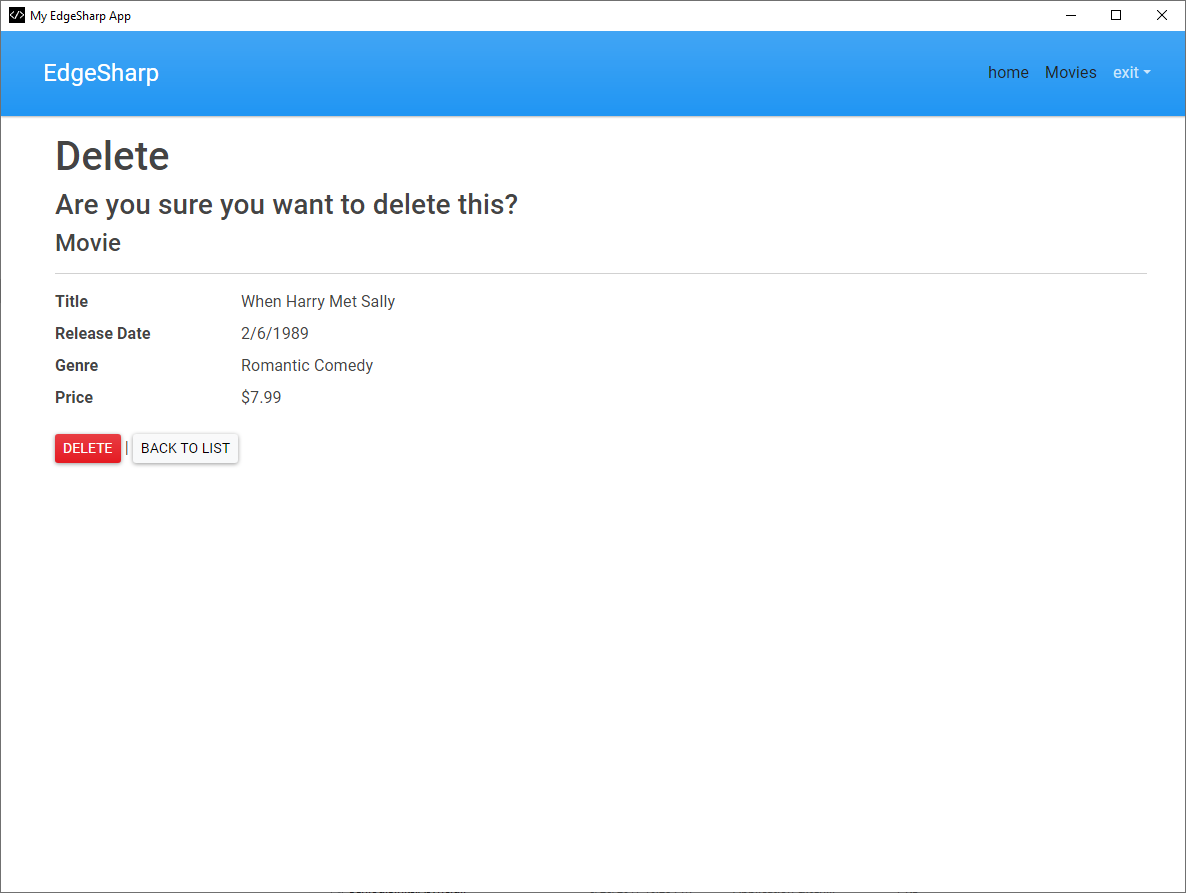 My EdgeSharp App
EdgeSharp home Movies exit
Delete
Are you sure you want to delete this?
Movie
Title When Harry Met Sally
Release Date 2/6/1989
Genre Romantic Comedy
Price $7.99
DELETE | BACK TO LIST